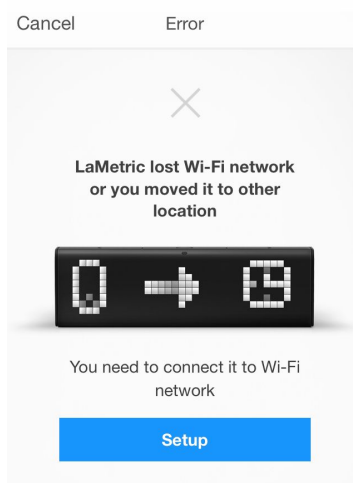 Cancel Error
LaMetric lost Wi-Fi network
or you moved it to other
location
You need to connect it to Wi-Fi
network
Setup